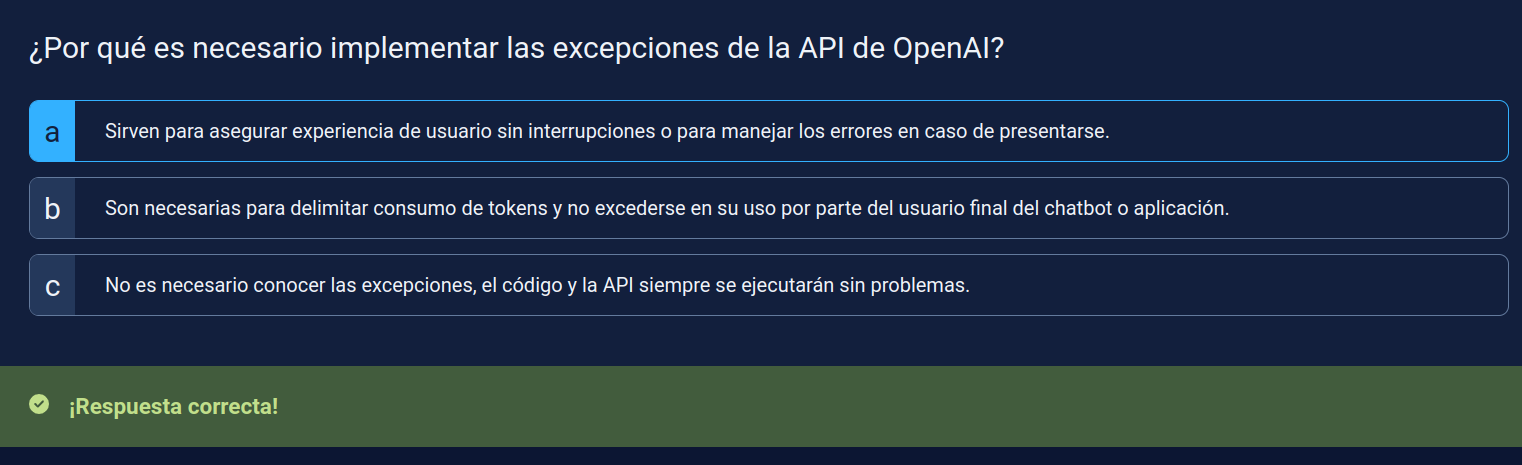 ¿Por qué es necesario implementar las excepciones de la API de OpenAI?
a Sirven para asegurar experiencia de usuario sin interrupciones o para manejar los errores en caso de presentarse.
b Son necesarias para delimitar consumo de tokens y no excederse en su uso por parte del usuario final del chatbot o aplicación.
c No es necesario conocer las excepciones, el código y la API siempre se ejecutarán sin problemas.
¡Respuesta correcta!